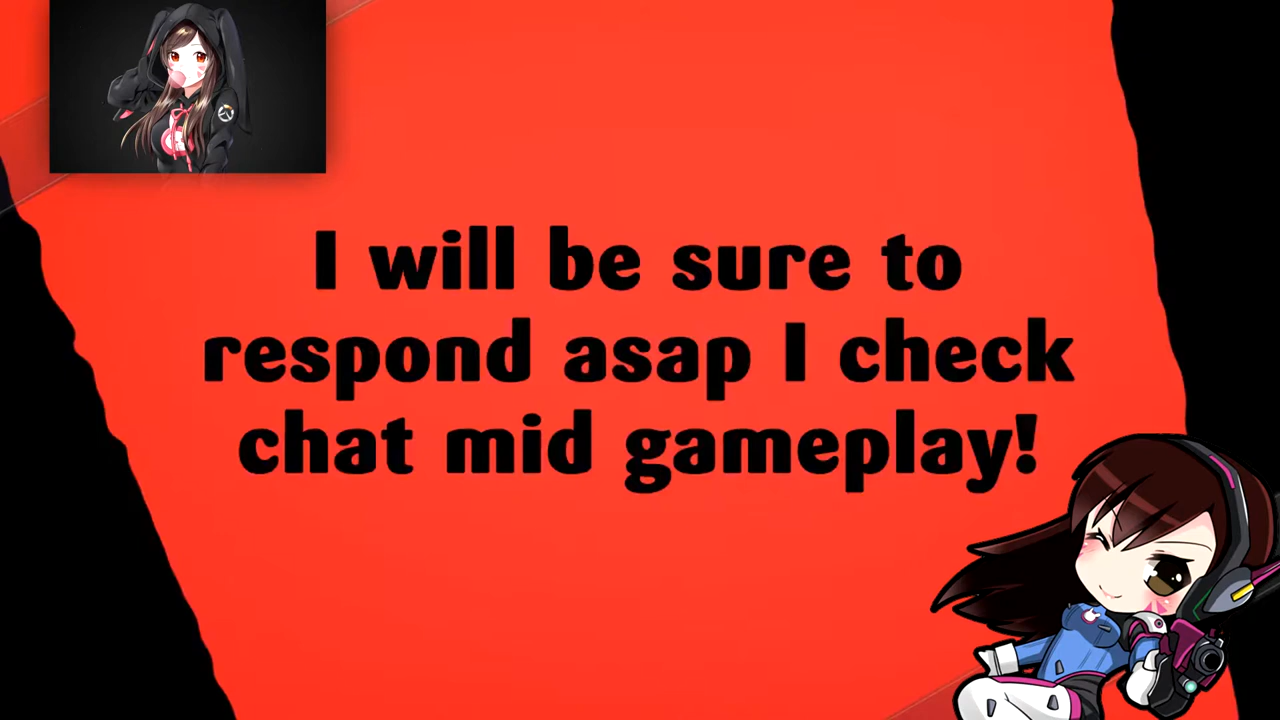 I will be sure to
respond asap I check
chat mid gameplay!